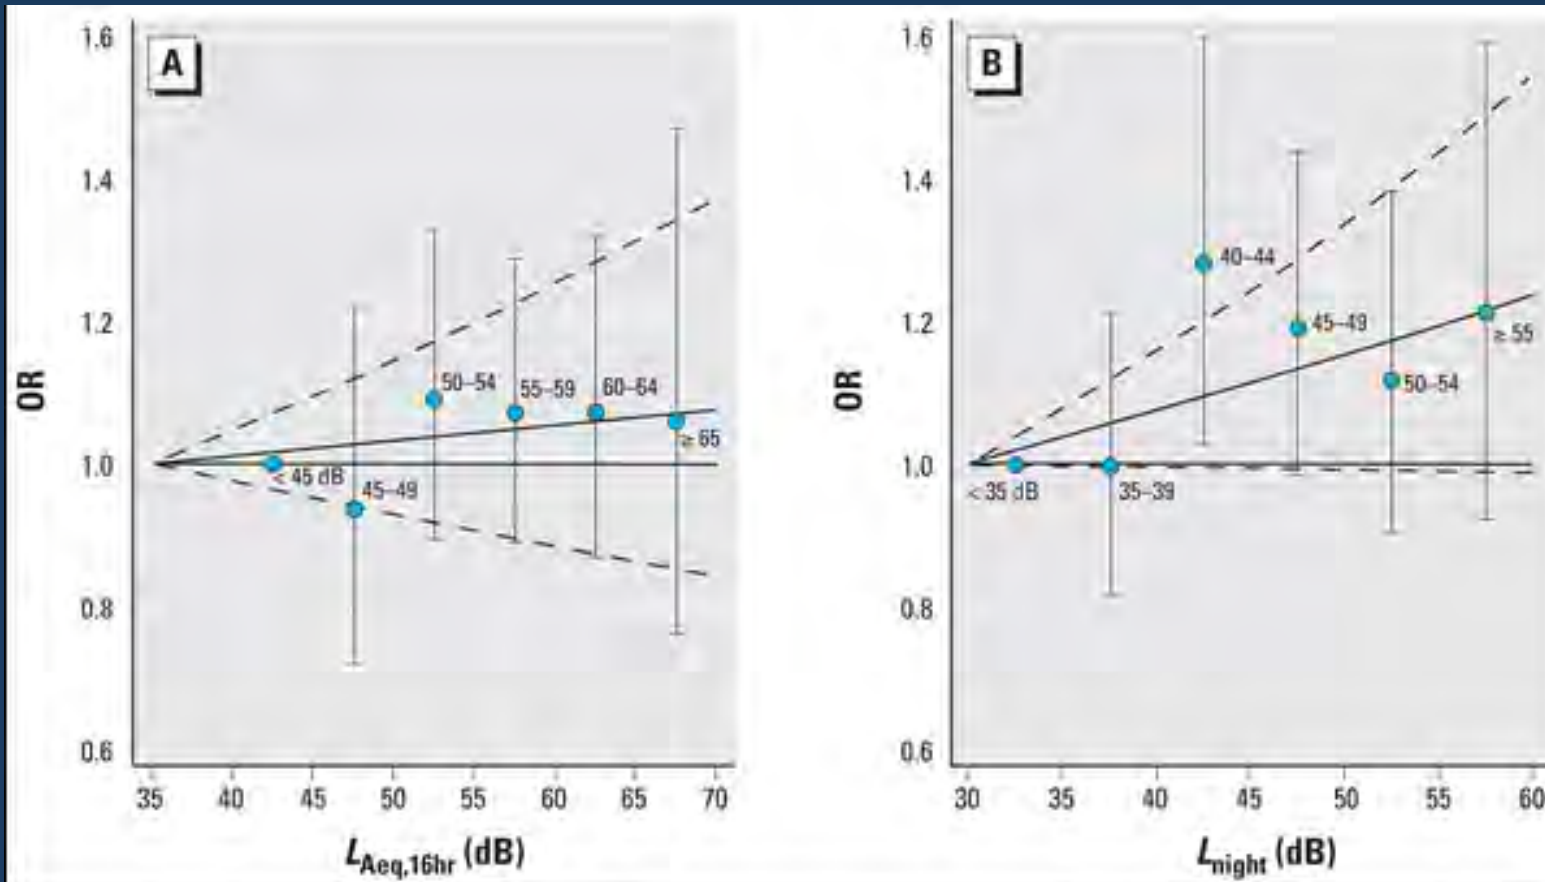 A
OR
1.6
1.4
1.2
1.0
0.8
0.6
50–54
55–59
60–64
≥ 65
< 45 dB
45–49
35 40 45 50 55 60 65 70
LAeq,16hr (dB)
B
OR
1.6
1.4
1.2
1.0
0.8
0.6
40–44
45–49
≥ 55
50–54
< 35 dB
35–39
30 35 40 45 50 55 60
Lnight (dB)